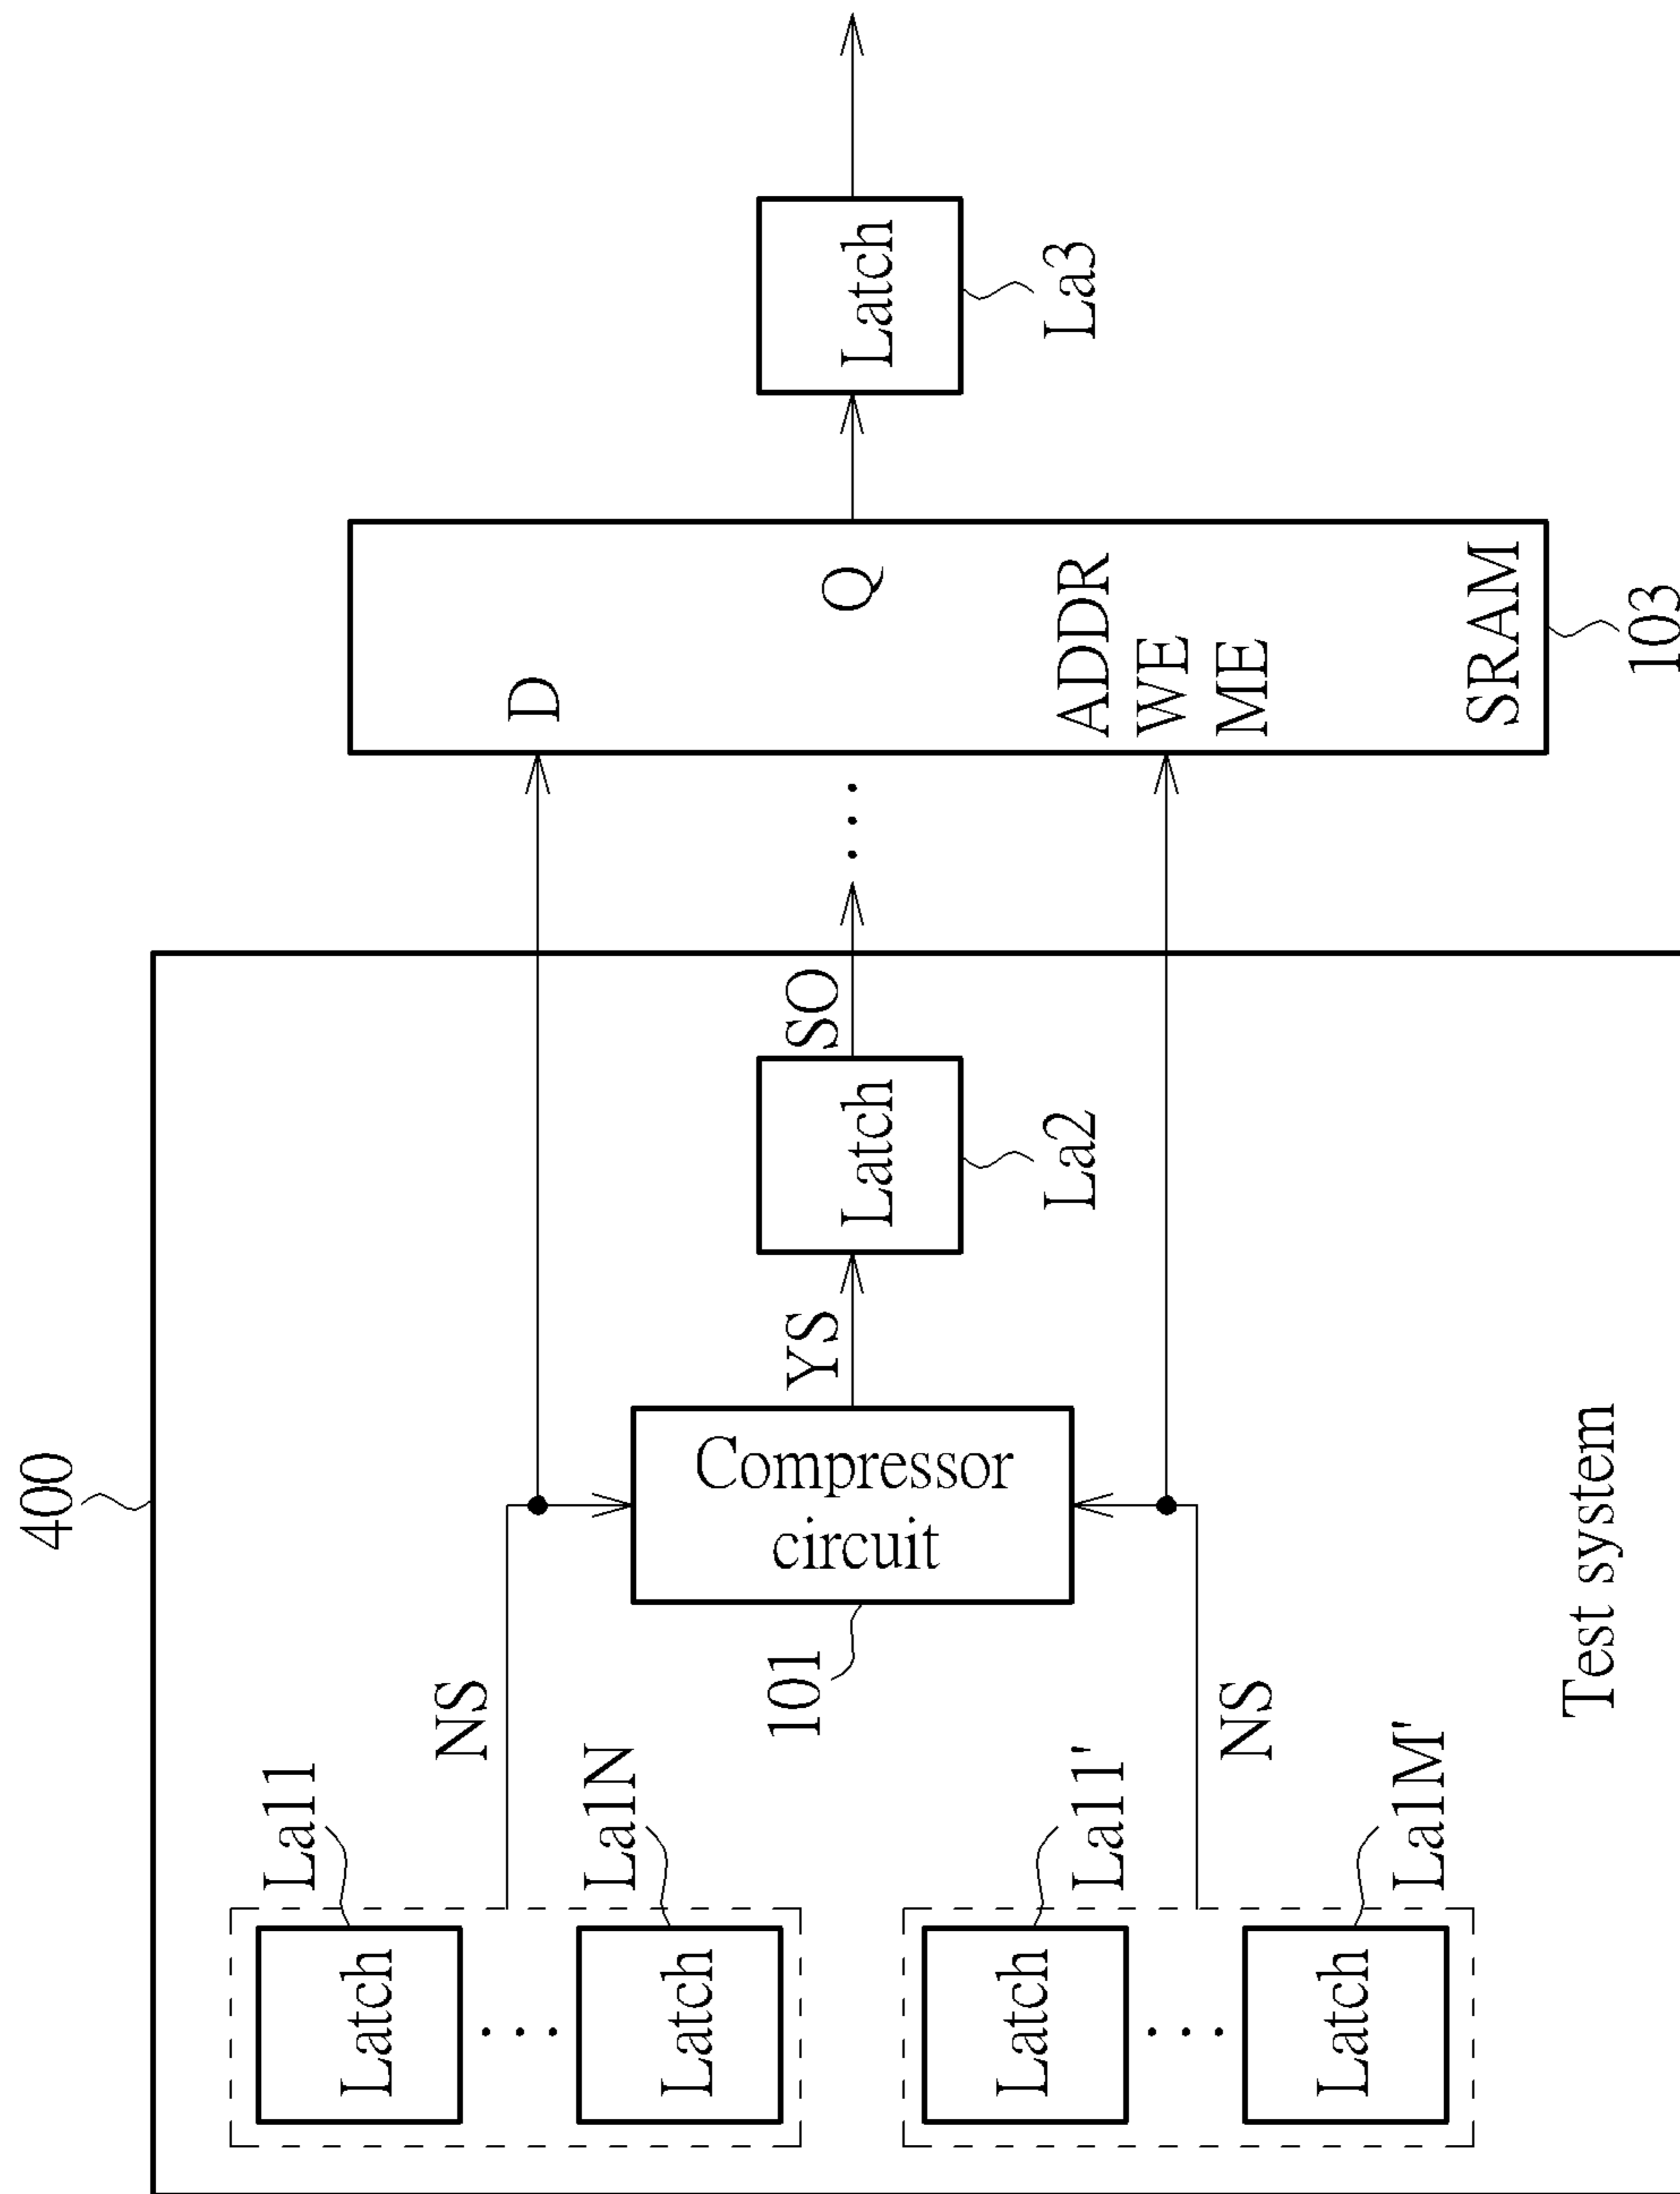 400
La11
Latch
La1N
Latch
NS
La11'
Latch
La1M'
Latch
NS
101
Compressor
circuit
YS
Latch
La2
SO
Test system
D
Q
ADDR
WE
ME
SRAM
103
Latch
La3